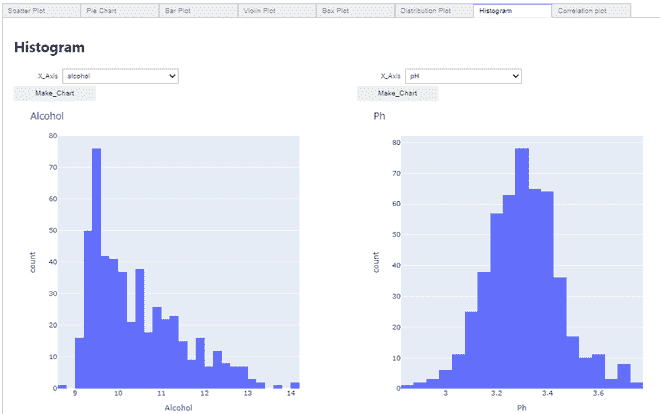 Scatter Plot Pie Chart Bar Plot Violin Plot Box Plot Distribution Plot Histogram Correlation plot
Histogram
X_Axis alcohol
Make_Chart
Alcohol
80
70
60
50
40
30
20
10
0
count
9 10 11 12 13 14
Alcohol
X_Axis pH
Make_Chart
Ph
80
70
60
50
40
30
20
10
0
count
3 3.2 3.4 3.6
Ph